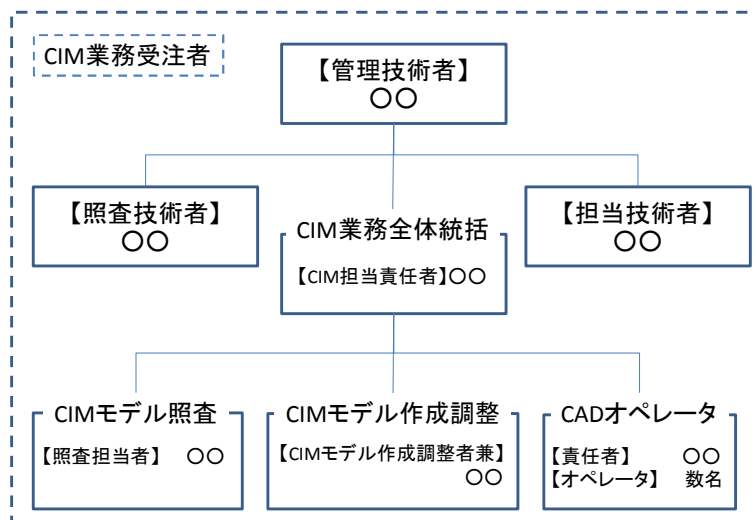 CIM業務受注者
【管理技術者】
〇〇
【照査技術者】
〇〇
CIM業務全体統括
【CIM担当責任者】〇〇
【担当技術者】
〇〇
CIMモデル照査
【照査担当者】 〇〇
CIMモデル作成調整
【CIMモデル作成調整者兼】
〇〇
CADオペレータ
【責任者】 〇〇
【オペレータ】 数名